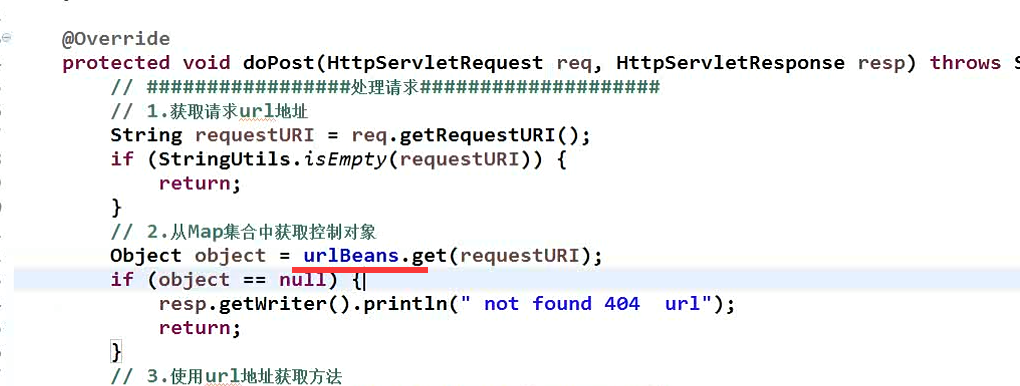 @Override
protected void doPost(HttpServletRequest req, HttpServletResponse resp) throws S
// #################处理请求####################
// 1.获取请求url地址
String requestURI = req.getRequestURI();
if (StringUtils.isEmpty(requestURI)) {
return;
}
// 2.从Map集合中获取控制对象
Object object = urlBeans.get(requestURI);
if (object == null) {
resp.getWriter().println(" not found 404  url");
return;
}
// 3.使用url地址获取方法